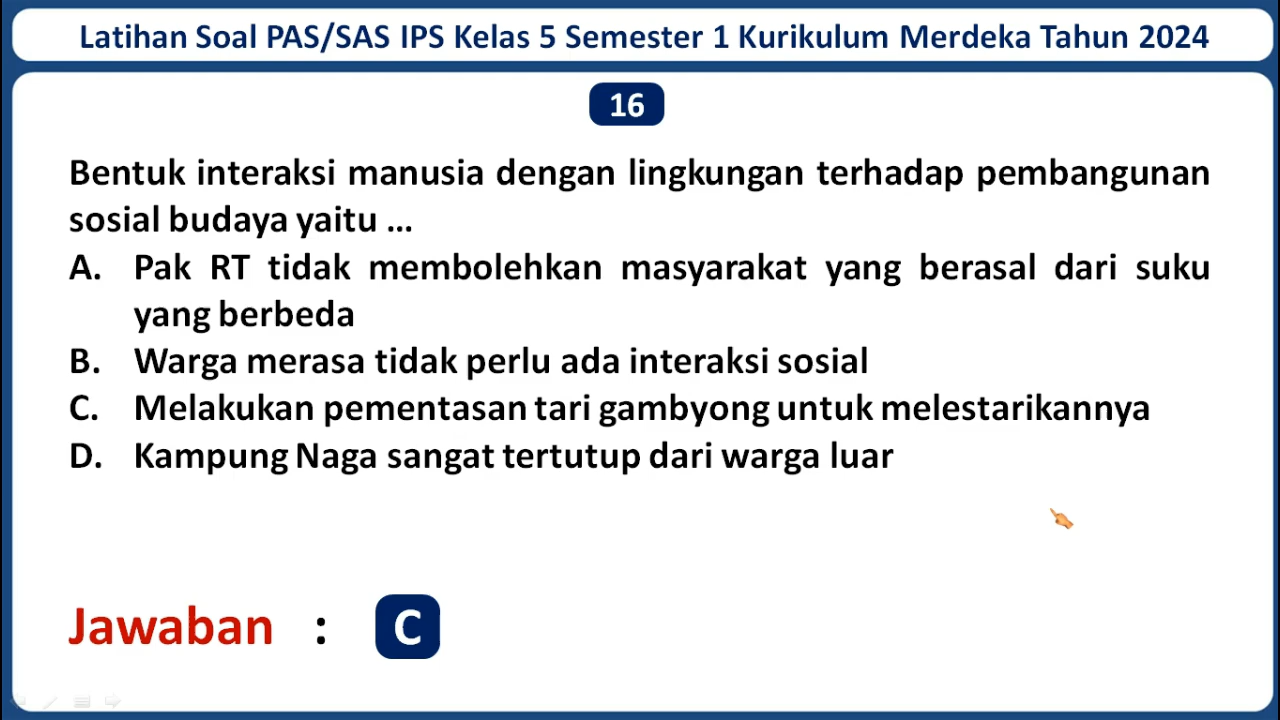 Latihan Soal PAS/SAS IPS Kelas 5 Semester 1 Kurikulum Merdeka Tahun 2024
16
Bentuk interaksi manusia dengan lingkungan terhadap pembangunan
sosial budaya yaitu ...
A. Pak RT tidak membolehkan masyarakat yang berasal dari suku
yang berbeda
B. Warga merasa tidak perlu ada interaksi sosial
C. Melakukan pementasan tari gambyong untuk melestarikannya
D. Kampung Naga sangat tertutup dari warga luar
Jawaban : C